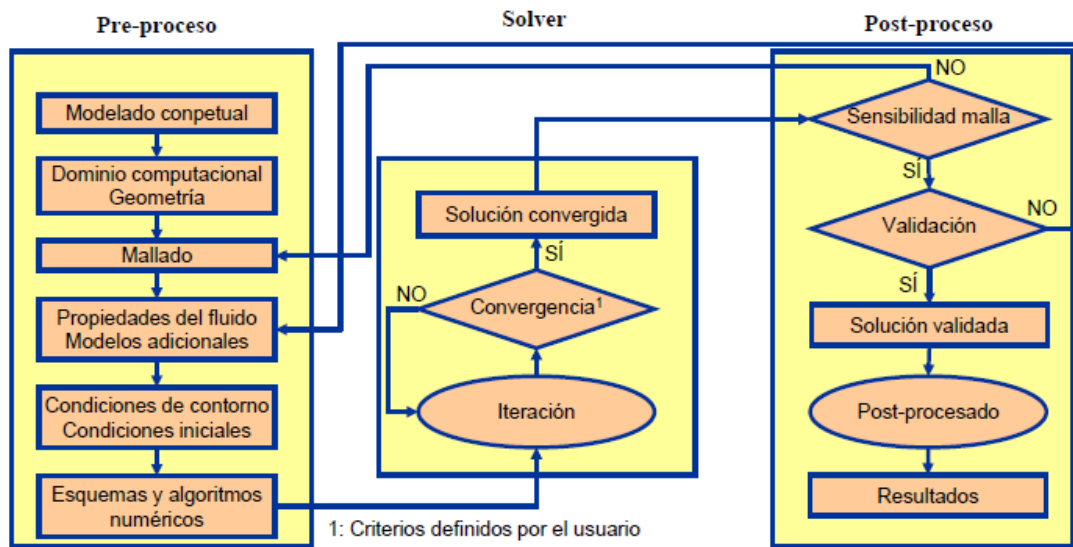 Pre-proceso
Modelado conpetual
Dominio computacional
Geometría
Mallado
Propiedades del fluido
Modelos adicionales
Condiciones de contorno
Condiciones iniciales
Esquemas y algoritmos
numéricos
Solver
Solución convergida
SÍ
NO
Convergencia1
Iteración
1: Criterios definidos por el usuario
Post-proceso
NO
Sensibilidad malla
SÍ
NO
Validación
SÍ
Solución validada
Post-procesado
Resultados